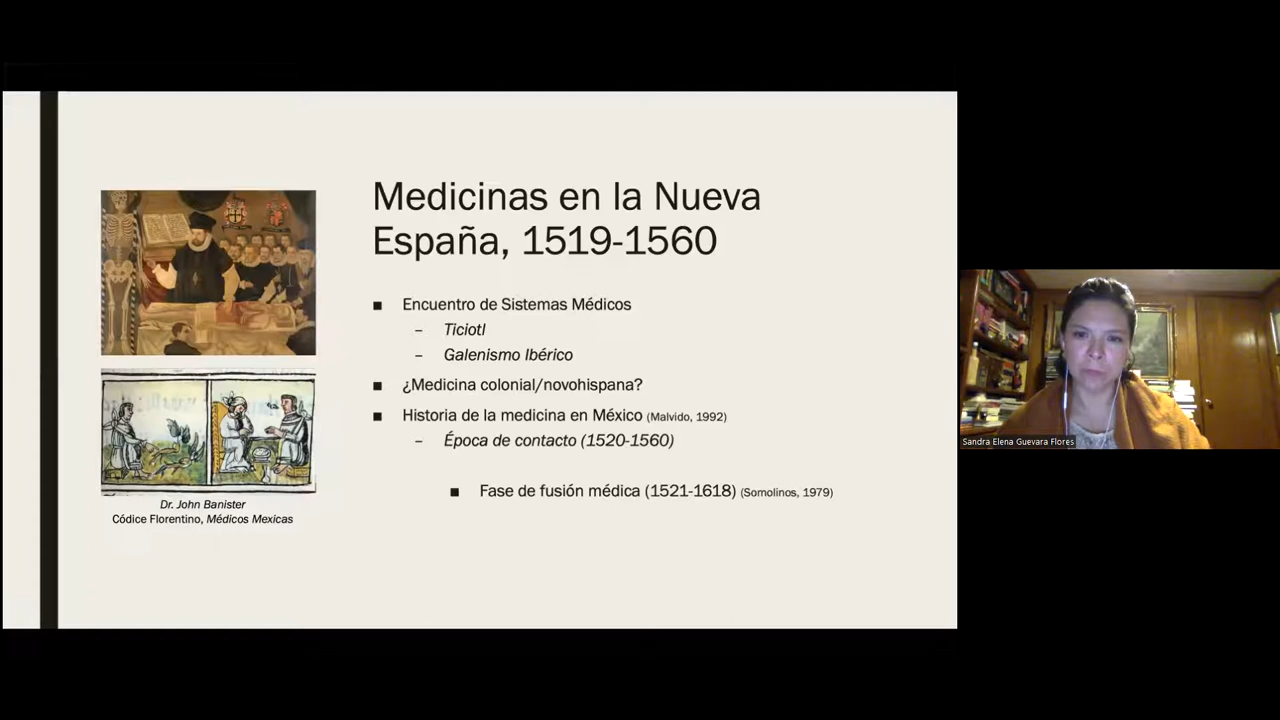 Medicinas en la Nueva
España, 1519-1560
■ Encuentro de Sistemas Médicos
– Ticiotl
– Galenismo Ibérico
■ ¿Medicina colonial/novohispana?
■ Historia de la medicina en México (Malvido, 1992)
– Época de contacto (1520-1560)
■ Fase de fusión médica (1521-1618) (Somolinos, 1979)
Dr. John Banister
Códice Florentino, Médicos Mexicas
Sandra Elena Guevara Flores